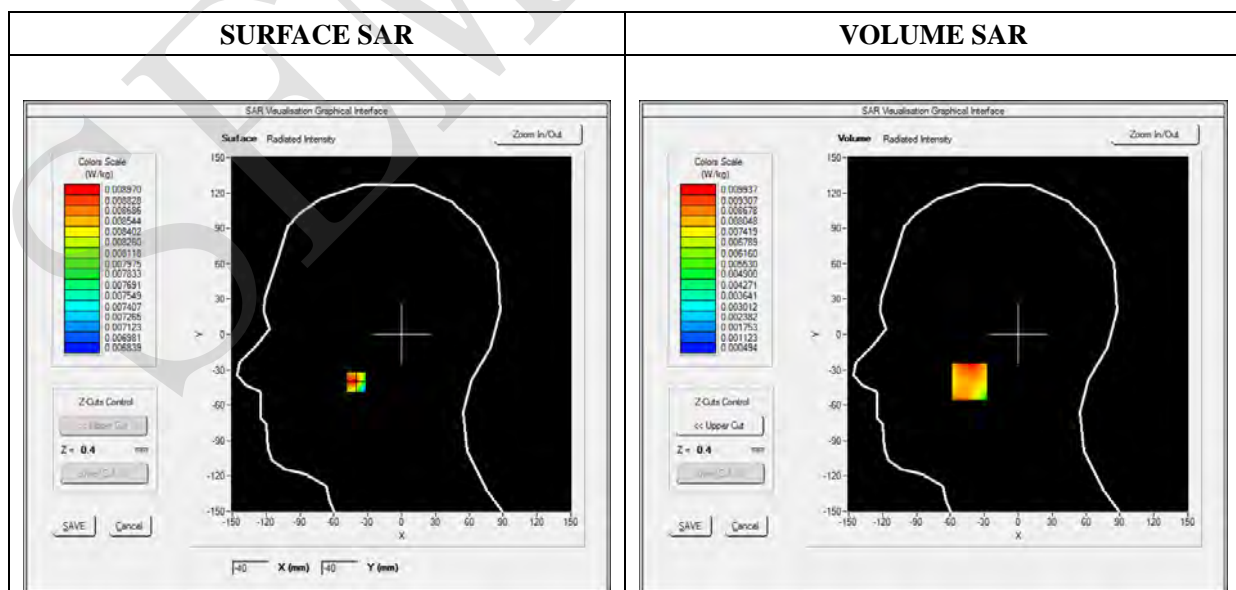 SURFACE SAR
VOLUME SAR
SAR Visualisation Graphical Interface
Surface Radiated Intensity
Zoom In/Out
Colors Scale
(W/kg)
0.008970
0.008828
0.008686
0.008544
0.008402
0.008260
0.008118
0.007975
0.007833
0.007691
0.007549
0.007407
0.007265
0.007123
0.006981
0.006839
150
120
90
60
30
0
-30
-60
-90
-120
-150
Y
-150 -120 -90 -60 -30 0 30 60 90 120 150
X
Z-Cuts Control
<< Upper Cut
Z = 0.4 mm
SAVE Cancel
-40 X (mm) -40 Y (mm)
SAR Visualisation Graphical Interface
Volume Radiated Intensity
Zoom In/Out
Colors Scale
(W/kg)
0.009937
0.009307
0.008678
0.008048
0.007419
0.006789
0.006160
0.005530
0.004900
0.004271
0.003641
0.003012
0.002382
0.001753
0.001123
0.000494
150
120
90
60
30
0
-30
-60
-90
-120
-150
Y
-150 -120 -90 -60 -30 0 30 60 90 120 150
X
Z-Cuts Control
<< Upper Cut
Z = 0.4 mm
SAVE Cancel